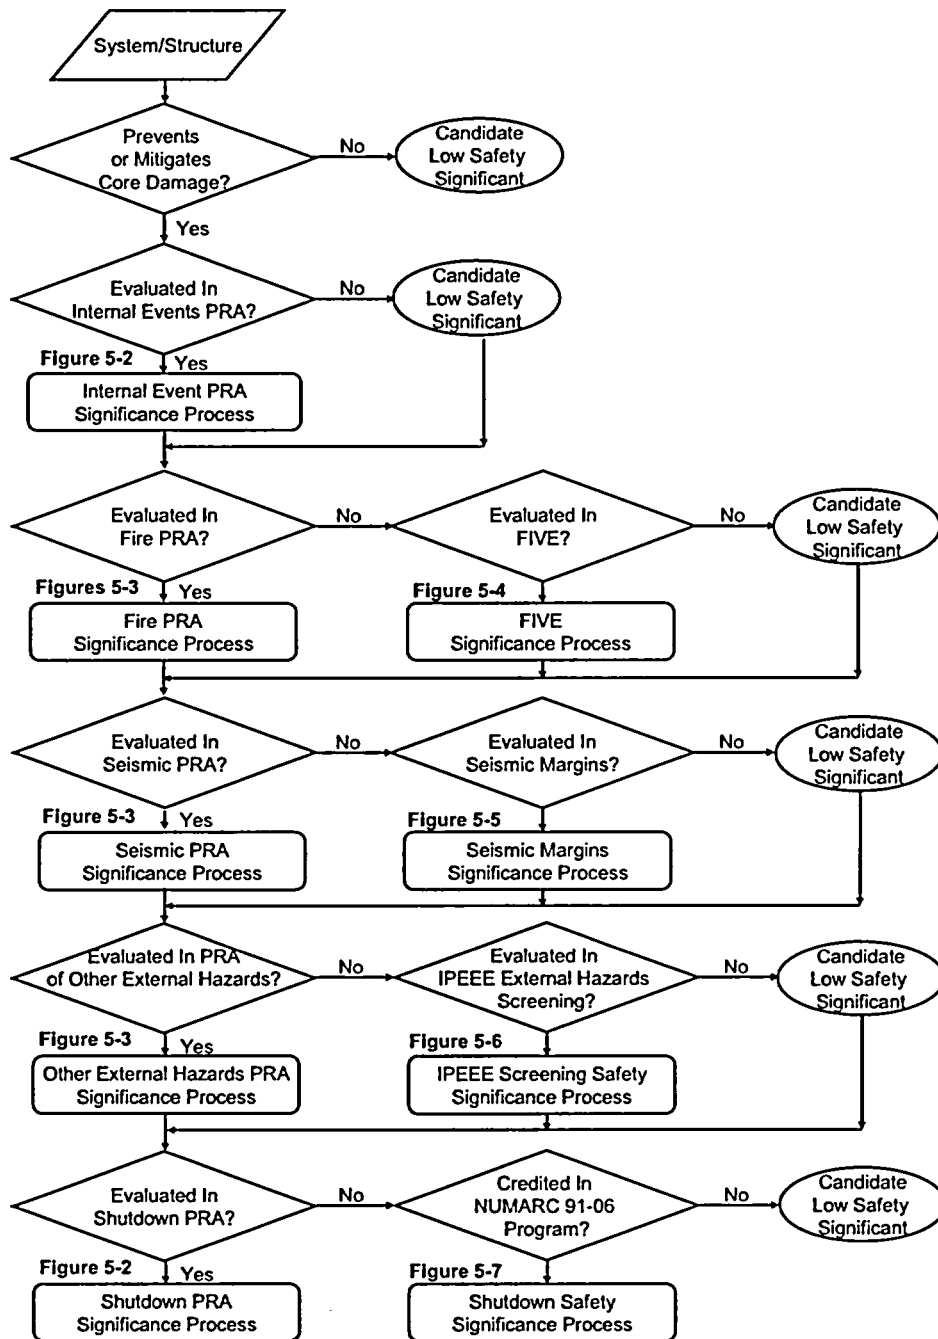 System/Structure
Prevents
or Mitigates
Core Damage?
No
Candidate
Low Safety
Significant
Yes
Evaluated In
Internal Events PRA?
No
Candidate
Low Safety
Significant
Figure 5-2
Yes
Internal Event PRA
Significance Process
Evaluated In
Fire PRA?
No
Evaluated In
FIVE?
No
Candidate
Low Safety
Significant
Figures 5-3
Yes
Fire PRA
Significance Process
Figure 5-4
FIVE
Significance Process
Evaluated In
Seismic PRA?
No
Evaluated In
Seismic Margins?
No
Candidate
Low Safety
Significant
Figure 5-3
Yes
Seismic PRA
Significance Process
Figure 5-5
Seismic Margins
Significance Process
Evaluated In PRA
of Other External Hazards?
No
Evaluated In
IPEEE External Hazards
Screening?
No
Candidate
Low Safety
Significant
Figure 5-3
Yes
Other External Hazards PRA
Significance Process
Figure 5-6
IPEEE Screening Safety
Significance Process
Evaluated In
Shutdown PRA?
No
Credited In
NUMARC 91-06
Program?
No
Candidate
Low Safety
Significant
Figure 5-2
Yes
Shutdown PRA
Significance Process
Figure 5-7
Shutdown Safety
Significance Process